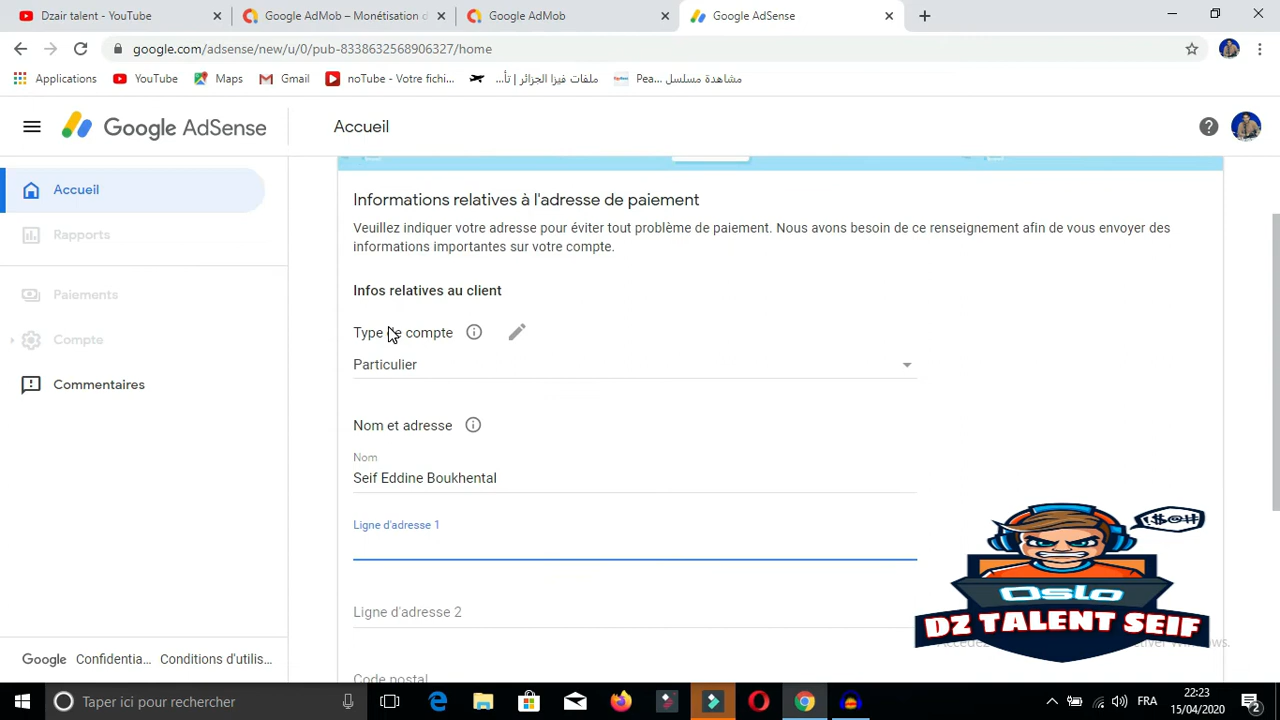 Dzair talent - YouTube
Google AdMob – Monétisation d
Google AdMob
Google AdSense
google.com/adsense/new/u/0/pub-8338632568906327/home
Applications
YouTube
Maps
Gmail
noTube - Votre fichi...
ملفات فيزا الجزائر | تأ...
Pea... مشاهدة مسلسل
Google AdSense
Accueil
Accueil
Rapports
Paiements
Compte
Commentaires
Informations relatives à l'adresse de paiement
Veuillez indiquer votre adresse pour éviter tout problème de paiement. Nous avons besoin de ce renseignement afin de vous envoyer des
informations importantes sur votre compte.
Infos relatives au client
Type de compte
Particulier
Nom et adresse
Nom
Seif Eddine Boukhental
Ligne d'adresse 1
Ligne d'adresse 2
Code postal
!$@#!
Oslo
DZ TALENT SEIF
Google Confidentia... Conditions d'utilis...
Taper ici pour rechercher
FRA
22:23
15/04/2020
2